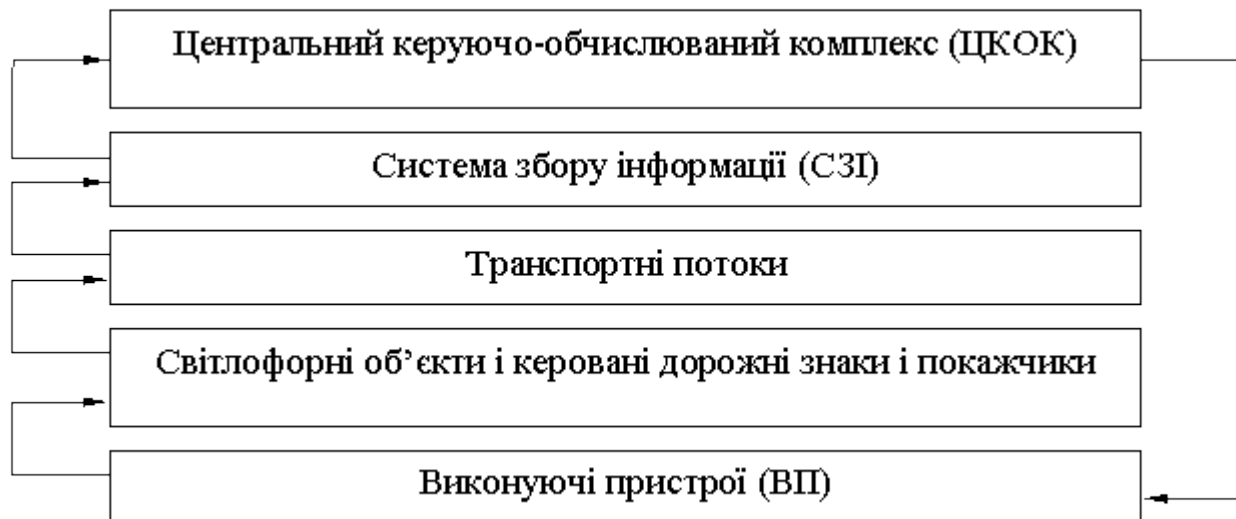 Центральний керуючо-обчислюваний комплекс (ЦКОК)
Система збору інформації (СЗІ)
Транспортні потоки
Світлофорні об’єкти і керовані дорожні знаки і покажчики
Виконуючі пристрої (ВП)